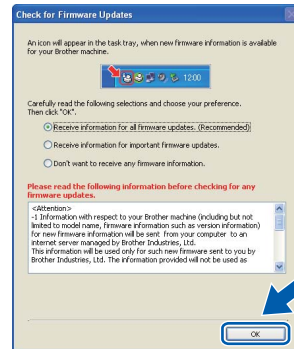 Check for Firmware Updates
An icon will appear in the task tray, when new firmware information is available
for your Brother machine.
12:00
Carefully read the following selections and choose your preference.
Then click "OK".
Receive information for all firmware updates. (Recommended)
Receive information for important firmware updates.
Don't want to receive any firmware information.
Please read the following information before checking for any
firmware updates.
<Attention>
-1 Information with respect to your Brother machine (including but not
limited to model name, firmware information such as version information)
for new firmware information will be sent from your computer to an
internet server managed by Brother Industries, Ltd.
This information will be used only for such new firmware sent to you by
Brother Industries, Ltd. The information provided will not be used as
OK